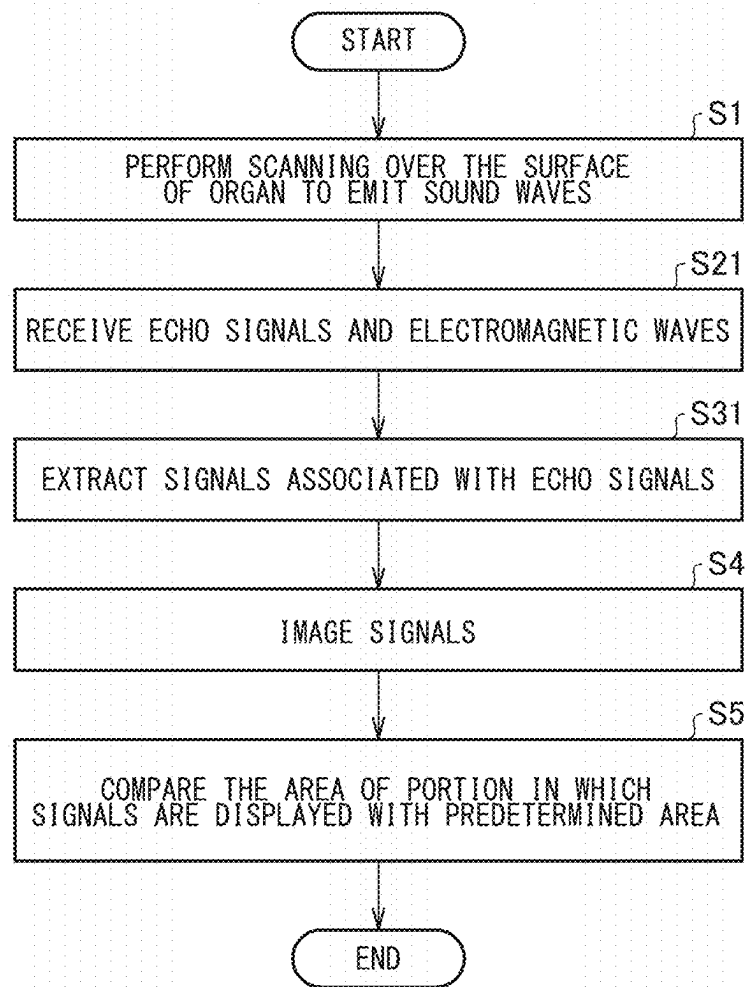 START
S1
PERFORM SCANNING OVER THE SURFACE
OF ORGAN TO EMIT SOUND WAVES
S21
RECEIVE ECHO SIGNALS AND ELECTROMAGNETIC WAVES
S31
EXTRACT SIGNALS ASSOCIATED WITH ECHO SIGNALS
S4
IMAGE SIGNALS
S5
COMPARE THE AREA OF PORTION IN WHICH
SIGNALS ARE DISPLAYED WITH PREDETERMINED AREA
END